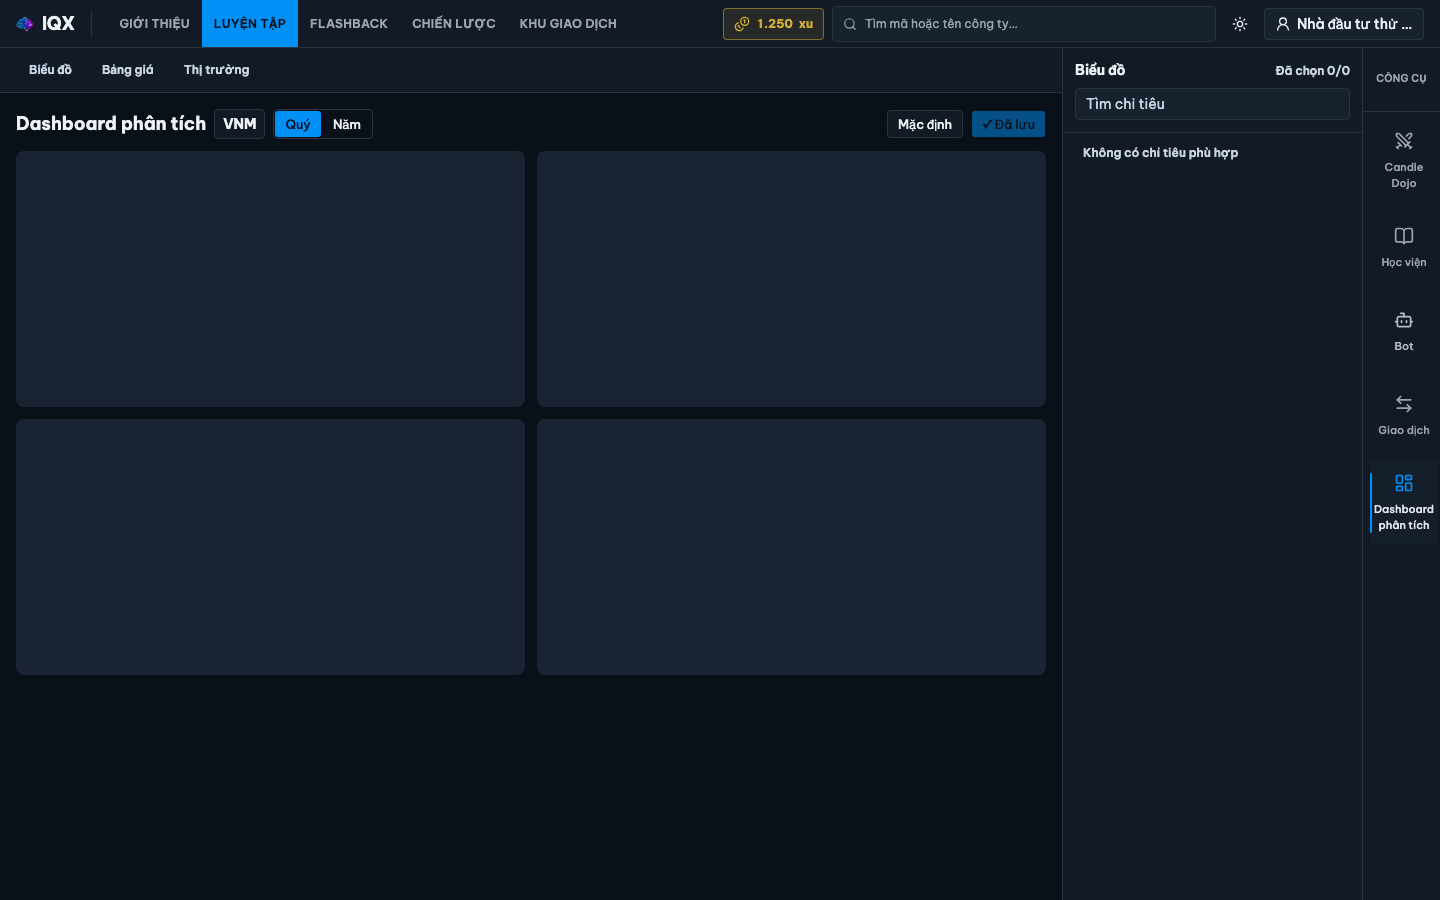 IQX
GIỚI THIỆU
LUYỆN TẬP
FLASHBACK
CHIẾN LƯỢC
KHU GIAO DỊCH
1.250 xu
Tìm mã hoặc tên công ty...
Nhà đầu tư thử ...
Biểu đồ
Bảng giá
Thị trường
Dashboard phân tích
VNM
Quý
Năm
Mặc định
✓ Đã lưu
Biểu đồ
Đã chọn 0/0
Tìm chỉ tiêu
Không có chỉ tiêu phù hợp
CÔNG CỤ
Candle
Dojo
Học viện
Bot
Giao dịch
Dashboard
phân tích